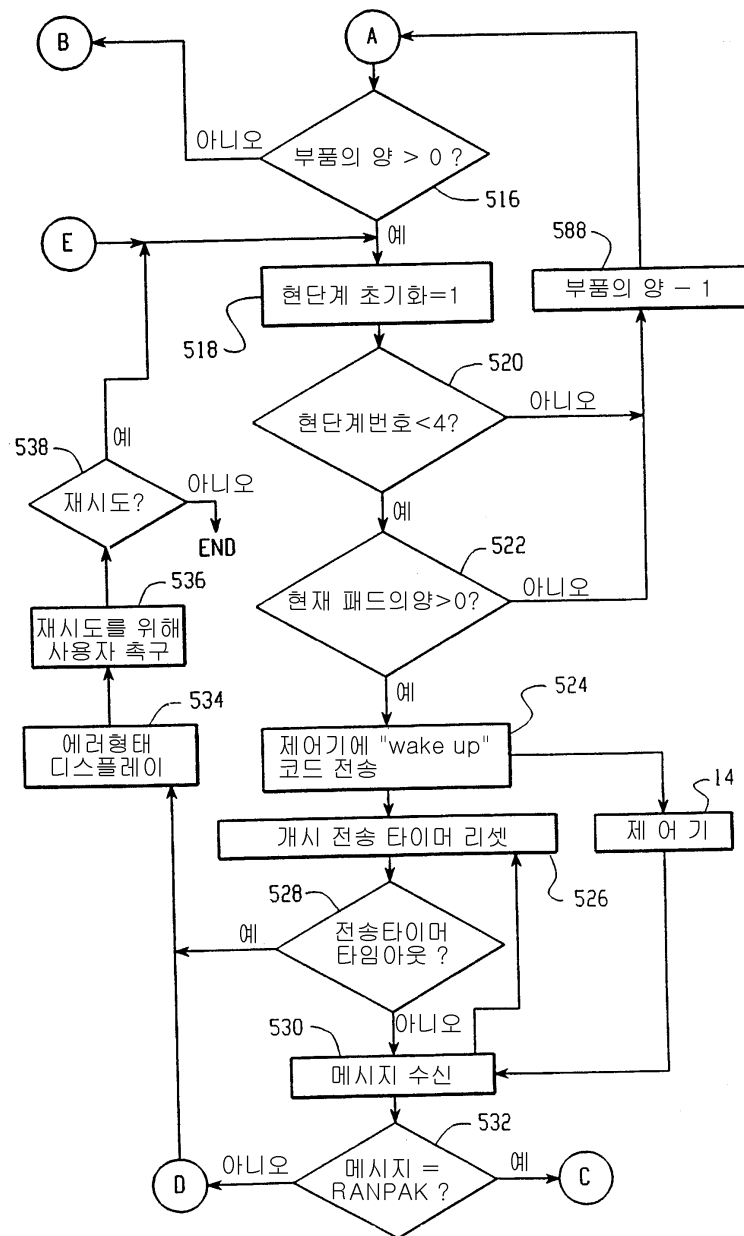 B
A
아니오
부품의 양 > 0 ?
516
E
예
588
현단계 초기화=1
부품의 양 - 1
518
520
현단계번호<4?
아니오
예
538
재시도?
아니오
END
예
522
현재 패드의양>0?
아니오
536
재시도를 위해
사용자 촉구
예
524
534
에러형태
디스플레이
제어기에 "wake up"
코드 전송
14
제 어 기
개시 전송 타이머 리셋
526
528
예
전송타이머
타임아웃 ?
아니오
530
메시지 수신
532
아니오
D
메시지 =
RANPAK ?
예
C